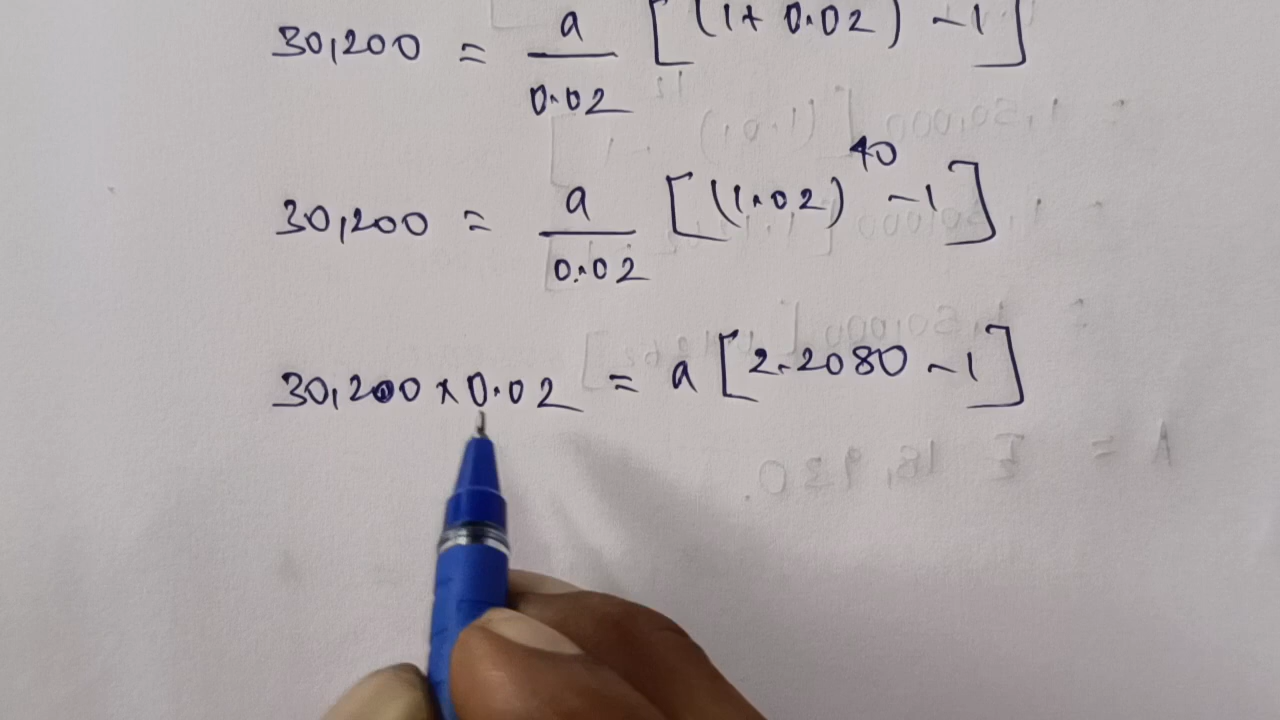 30,200 = a/0.02 [(1+ 0.02) -1]
30,200 = a/0.02 [(1.02)^40 -1]
30,200 x 0.02 = a [2.2080 -1]